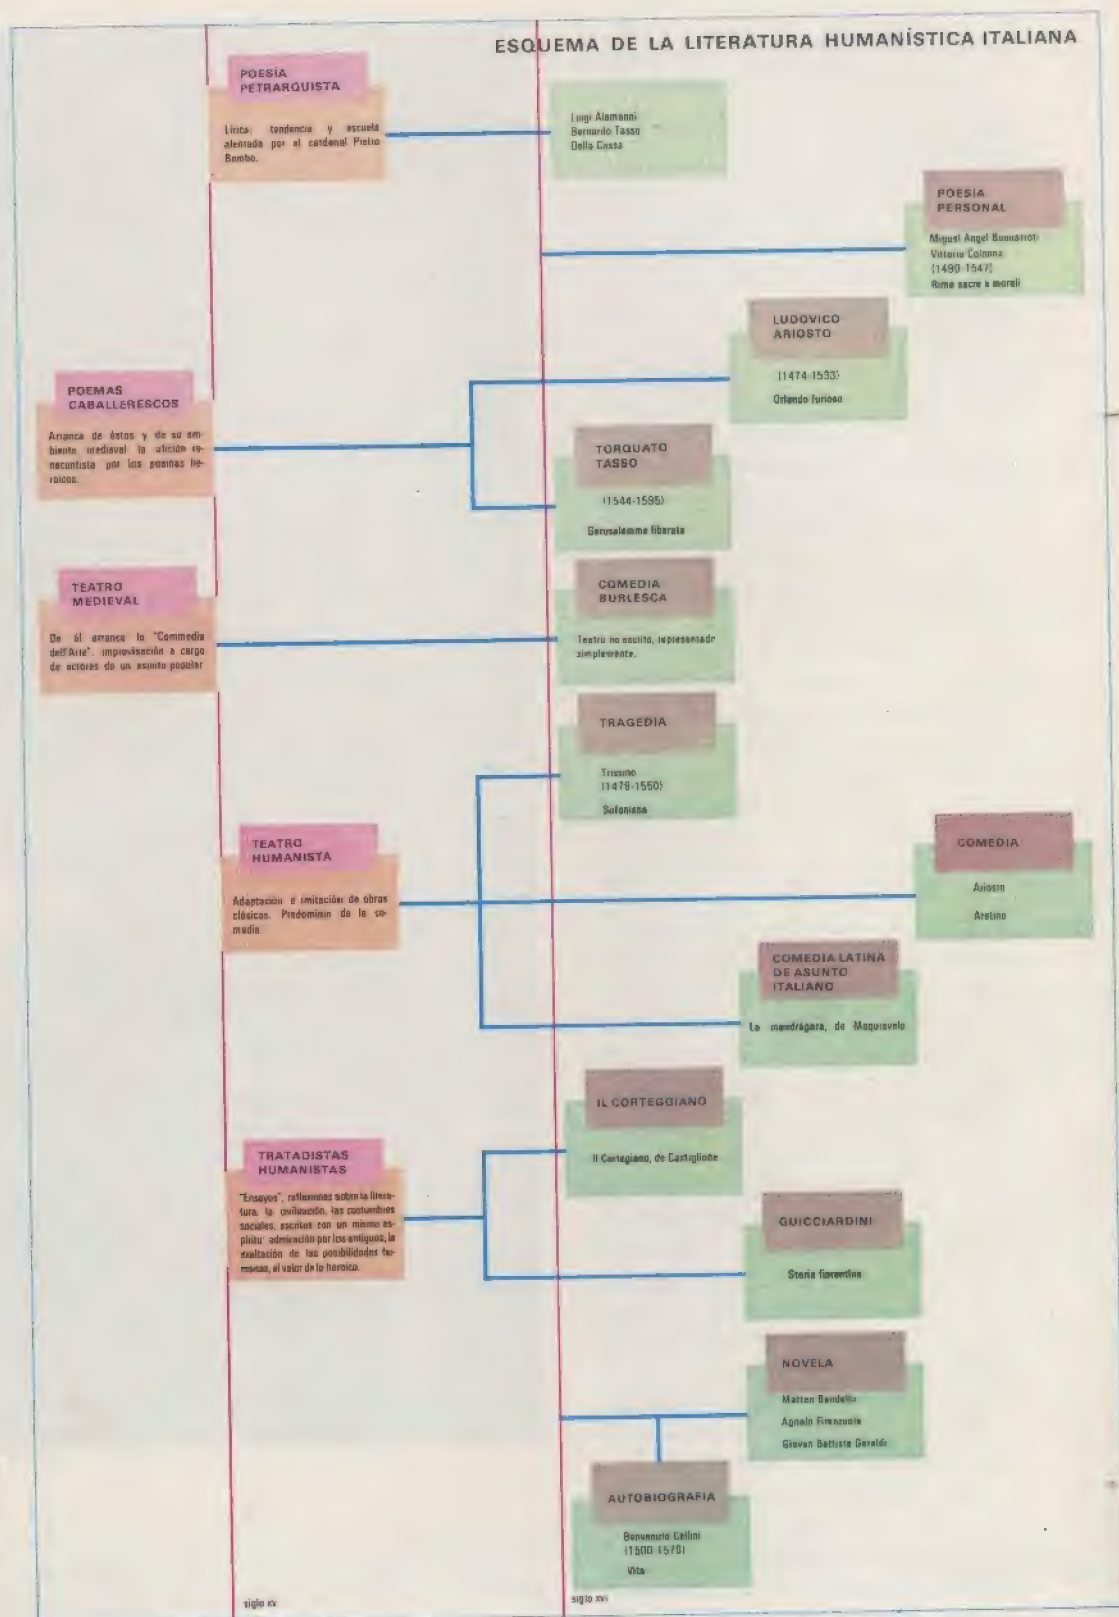 ESQUEMA DE LA LITERATURA HUMANÍSTICA ITALIANA
POESÍA
PETRARQUISTA
Lírica: tendencia y escuela
alentada por el cardenal Pietro
Bembo.
Luigi Alamanni
Bernardo Tasso
Della Cassa
POESÍA
PERSONAL
Miguel Angel Buonarroti
Vittoria Colonna
(1490-1547)
Rime sacre e morali
LUDOVICO
ARIOSTO
(1474-1533)
Orlando furioso
POEMAS
CABALLERESCOS
Arranca de éstos y de su am-
biente medieval la afición re-
nacentista por los poemas he-
roicos.
TORQUATO
TASSO
(1544-1595)
Gerusalemme liberata
TEATRO
MEDIEVAL
De él arranca la "Commedia
dell'Arte", improvisación a cargo
de actores de un asunto popular
COMEDIA
BURLESCA
Teatro no escrito, representado
simplemente.
TRAGEDIA
Trissino
(1478-1550)
Sofonisna
TEATRO
HUMANISTA
Adaptación e imitación de obras
clásicas. Predominio de la co-
media.
COMEDIA
Ariosto
Aretino
COMEDIA LATINA
DE ASUNTO
ITALIANO
La mandrágora, de Maquiavelo
IL CORTEGGIANO
Il Cortegiano, de Castiglione
TRATADISTAS
HUMANISTAS
"Ensayos", reflexiones sobre la litera-
tura, la civilización, las costumbres
sociales, escritos con un mismo es-
píritu: admiración por los antiguos, la
exaltación de las posibilidades hu-
manas, el valor de lo heroico.
GUICCIARDINI
Storia fiorentina
NOVELA
Matteo Bandello
Agnolo Firenzuola
Giovan Battista Geraldi
AUTOBIOGRAFIA
Benvenuto Cellini
(1500-1570)
Vita
siglo XV
siglo XVI